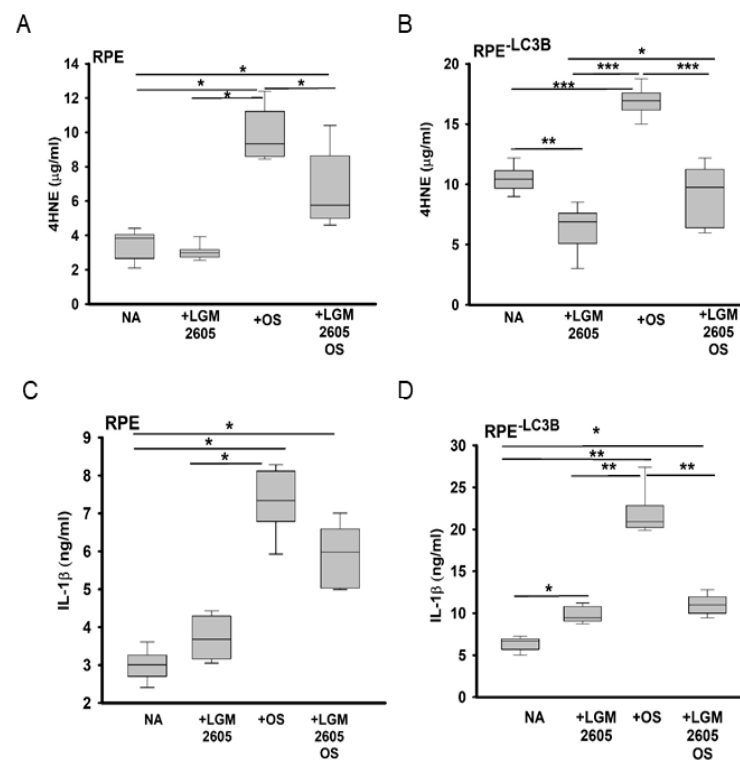 A
RPE
*
*
*
*
14
12
10
8
6
4
2
0
4HNE (µg/ml)
NA
+LGM
2605
+OS
+LGM
2605
OS
B
RPE-LC3B
*
***
***
***
**
20
15
10
5
0
4HNE (µg/ml)
NA
+LGM
2605
+OS
+LGM
2605
OS
C
RPE
*
*
*
9
8
7
6
5
4
3
2
IL-1β (ng/ml)
NA
+LGM
2605
+OS
+LGM
2605
OS
D
RPE-LC3B
*
**
**
**
*
30
25
20
15
10
5
0
IL-1β (ng/ml)
NA
+LGM
2605
+OS
+LGM
2605
OS